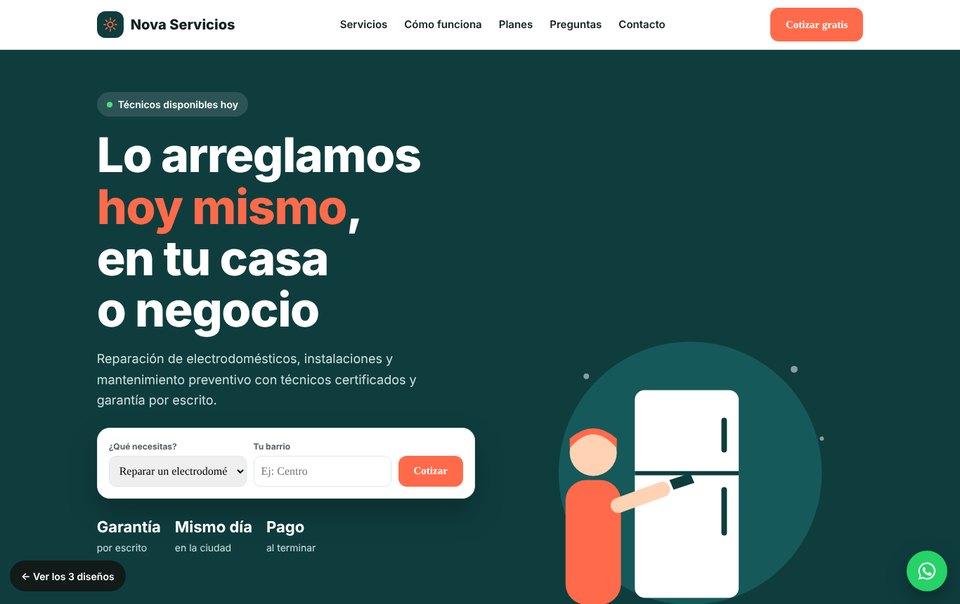 Nova Servicios
Servicios
Cómo funciona
Planes
Preguntas
Contacto
Cotizar gratis
Técnicos disponibles hoy
Lo arreglamos
hoy mismo,
en tu casa
o negocio
Reparación de electrodomésticos, instalaciones y
mantenimiento preventivo con técnicos certificados y
garantía por escrito.
¿Qué necesitas?
Reparar un electrodomé
Tu barrio
Ej: Centro
Cotizar
Garantía
por escrito
Mismo día
en la ciudad
Pago
al terminar
← Ver los 3 diseños